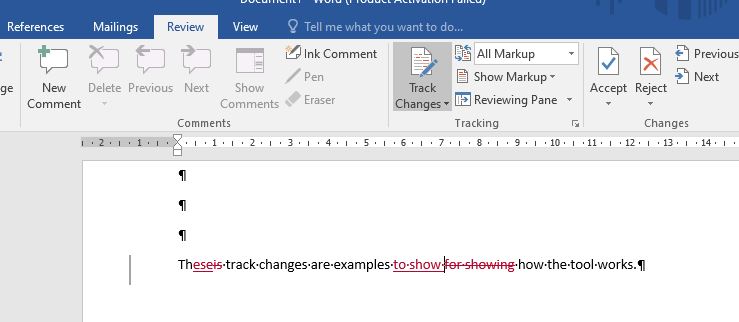 Word (Product Activation Failed)
References Mailings Review View Tell me what you want to do...
ge New Comment Delete Previous Next Show Comments Ink Comment Pen Eraser
Track Changes All Markup Show Markup Reviewing Pane
Accept Reject Previous Next
Comments Tracking Changes
2 1 1 2 3 4 5 6 7 8 9 10 11 12 13 14
¶
¶
¶
Theseis·track·changes·are·examples·to·show·for·showing·how·the·tool·works.¶